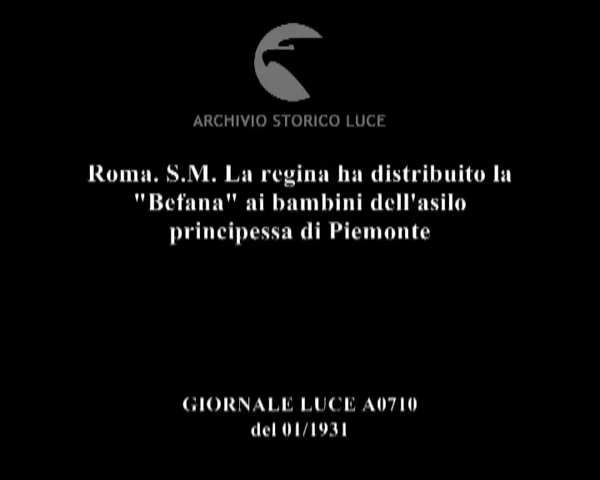 ARCHIVIO STORICO LUCE
Roma. S.M. La regina ha distribuito la
"Befana" ai bambini dell'asilo
principessa di Piemonte
GIORNALE LUCE A0710
del 01/1931